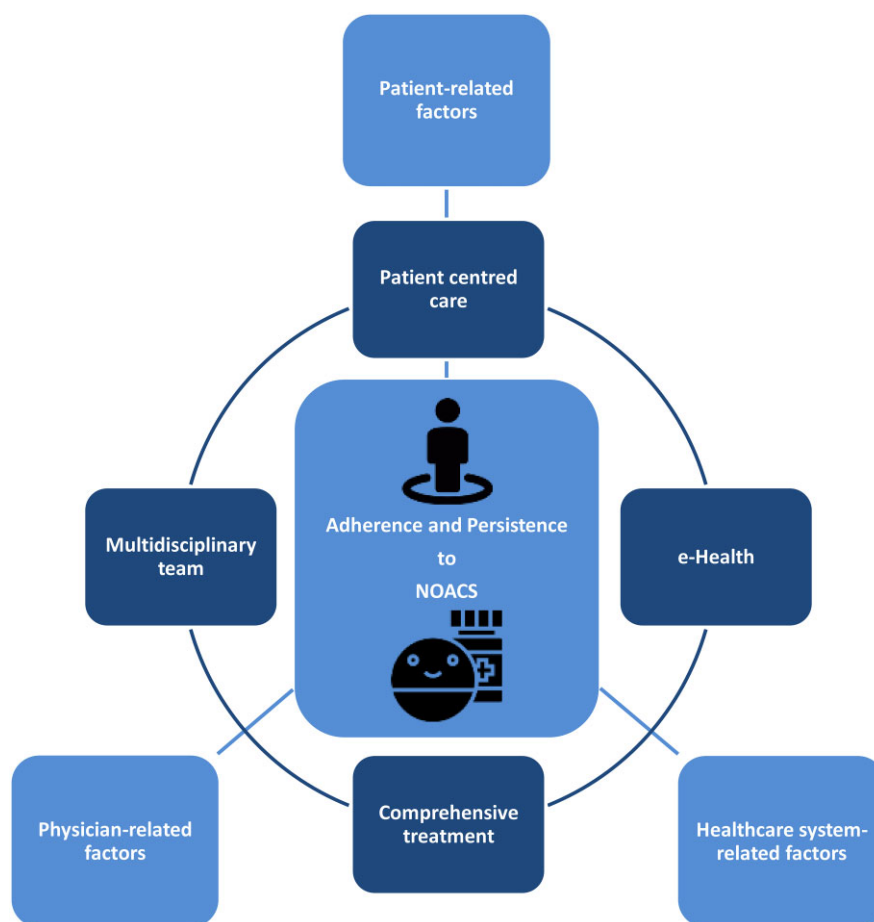 Patient-related
factors
Patient centred
care
Adherence and Persistence
to
NOACS
Multidisciplinary
team
e-Health
Comprehensive
treatment
Physician-related
factors
Healthcare system-
related factors